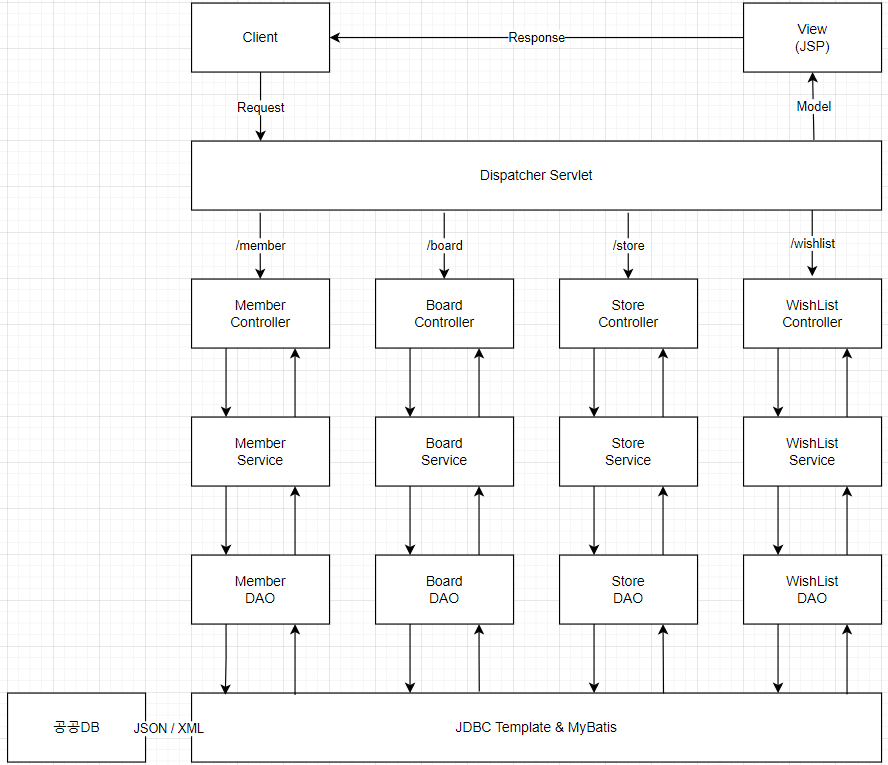 Client
Response
View
(JSP)
Request
Model
Dispatcher Servlet
/member
/board
/store
/wishlist
Member
Controller
Board
Controller
Store
Controller
WishList
Controller
Member
Service
Board
Service
Store
Service
WishList
Service
Member
DAO
Board
DAO
Store
DAO
WishList
DAO
공공DB
JSON / XML
JDBC Template & MyBatis